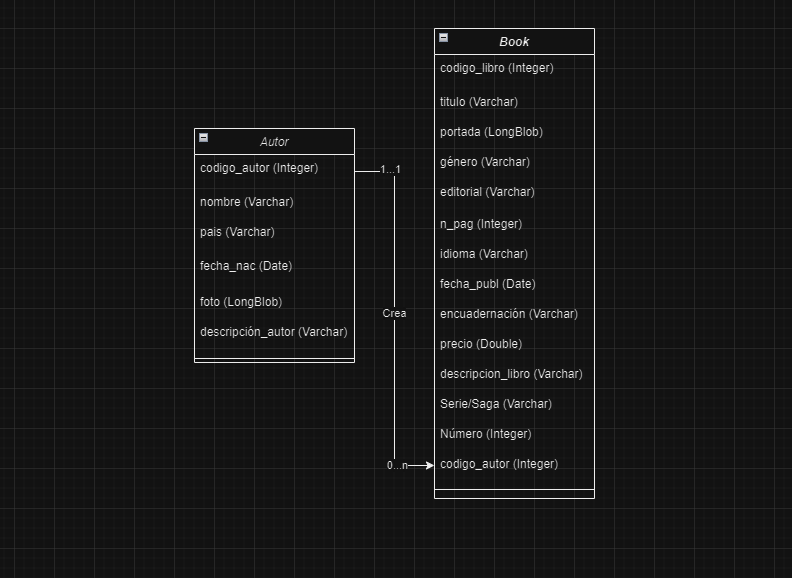 Autor
codigo_autor (Integer)
nombre (Varchar)
pais (Varchar)
fecha_nac (Date)
foto (LongBlob)
descripción_autor (Varchar)
1...1
Crea
0...n
Book
codigo_libro (Integer)
titulo (Varchar)
portada (LongBlob)
género (Varchar)
editorial (Varchar)
n_pag (Integer)
idioma (Varchar)
fecha_publ (Date)
encuadernación (Varchar)
precio (Double)
descripcion_libro (Varchar)
Serie/Saga (Varchar)
Número (Integer)
codigo_autor (Integer)